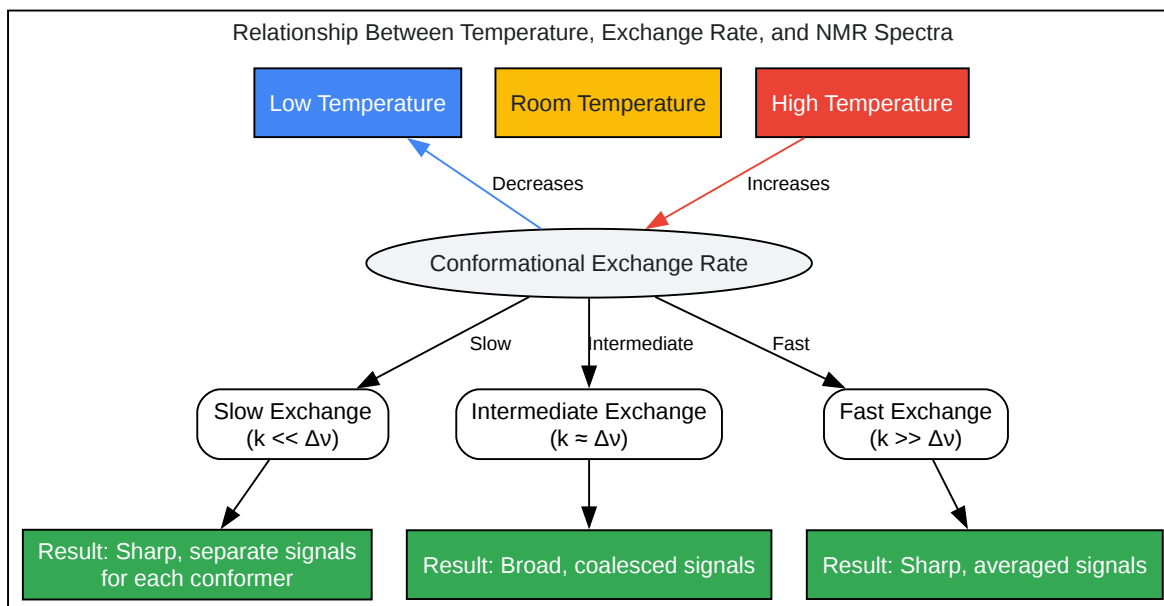 Relationship Between Temperature, Exchange Rate, and NMR Spectra
Low Temperature
Room Temperature
High Temperature
Decreases
Increases
Conformational Exchange Rate
Slow
Intermediate
Fast
Slow Exchange
(k << Δν)
Intermediate Exchange
(k ≈ Δν)
Fast Exchange
(k >> Δν)
Result: Sharp, separate signals
for each conformer
Result: Broad, coalesced signals
Result: Sharp, averaged signals